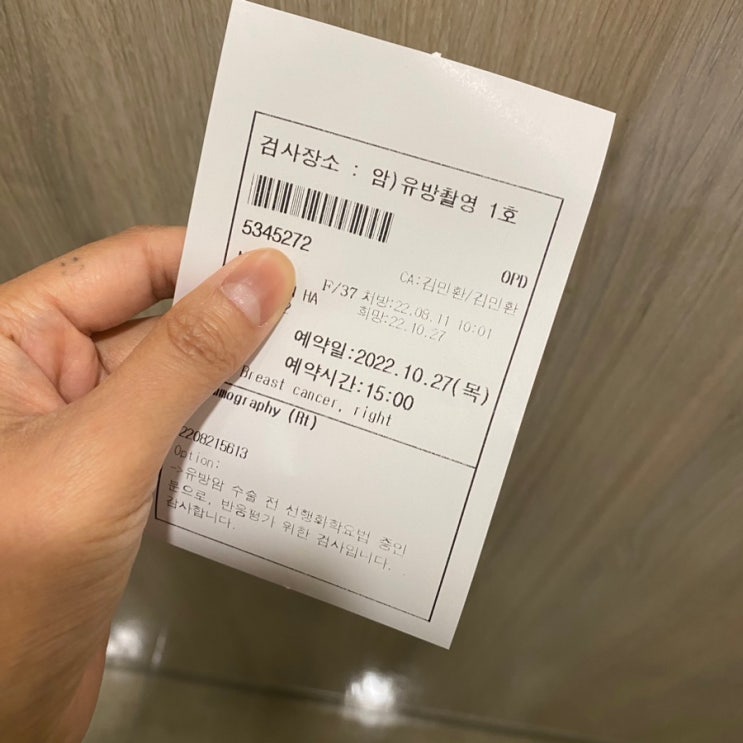 검사장소 : 암)유방촬영 1호
5345272
OPD
CA:김민환/김민환
HA F/37 처방:22.08.11 10:01
희망:22.10.27
예약일:2022.10.27(목)
예약시간:15:00
Breast cancer, right
mography (Rt)
2208215613
Option:
->유방암 수술 전 선행화학요법 중인
분으로, 반응평가 위한 검사입니다.
감사합니다.